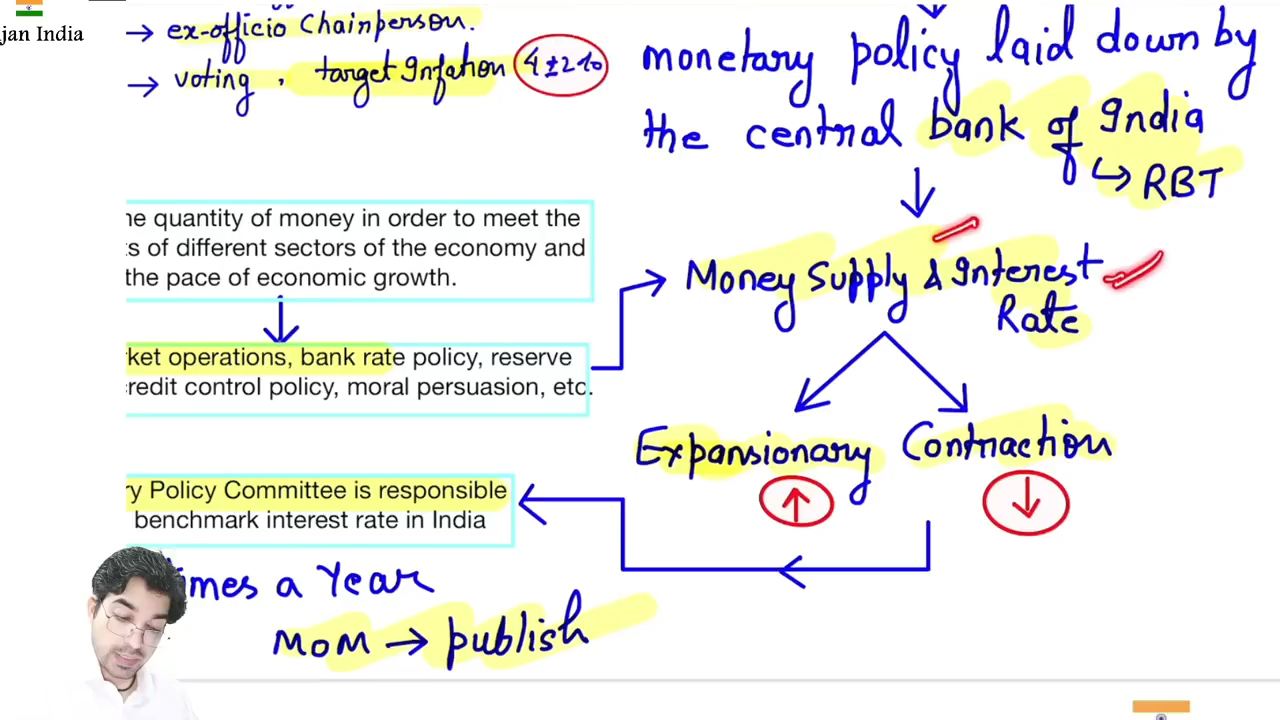 jan India
→ ex-officio Chairperson.
→ voting, target Inflation 4 ± 2 %
monetary policy laid down by
the central bank of India
↳ RBI
he quantity of money in order to meet the
s of different sectors of the economy and
the pace of economic growth.
→ Money Supply & Interest
Rate
ket operations, bank rate policy, reserve
redit control policy, moral persuasion, etc.
Expansionary Contraction
↑ ↓
ry Policy Committee is responsible
benchmark interest rate in India
times a Year
MOM → publish